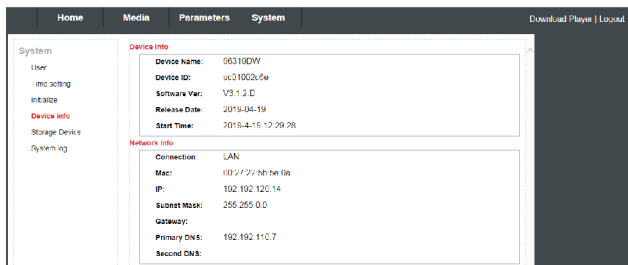 Home Media Parameters System Download Player | Logout
System
User
Time setting
Initialize
Device info
Storage Device
System log
Device Info
Device Name: 96319DW
Device ID:
Software Ver: V3.1.2.D
Release Date: 2019-04-19
Start Time: 2019-4-19 12:29:28
Network Info
Connection: LAN
Mac:
IP: 192.192.120.14
Subnet Mask: 255.255.0.0
Gateway:
Primary DNS: 192.192.110.7
Second DNS: